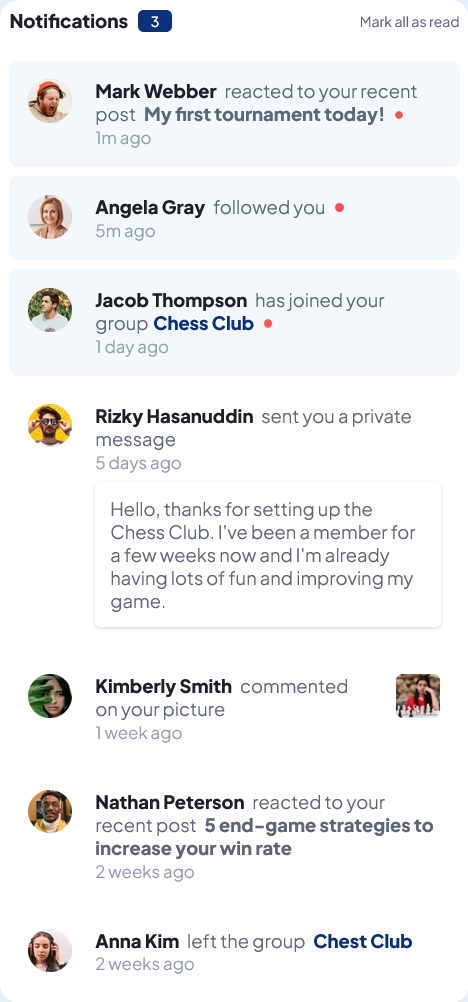 Notifications 3 Mark all as read
Mark Webber reacted to your recent
post My first tournament today!
1m ago
Angela Gray followed you
5m ago
Jacob Thompson has joined your
group Chess Club
1 day ago
Rizky Hasanuddin sent you a private
message
5 days ago
Hello, thanks for setting up the
Chess Club. I've been a member for
a few weeks now and I'm already
having lots of fun and improving my
game.
Kimberly Smith commented
on your picture
1 week ago
Nathan Peterson reacted to your
recent post 5 end-game strategies to
increase your win rate
2 weeks ago
Anna Kim left the group Chest Club
2 weeks ago